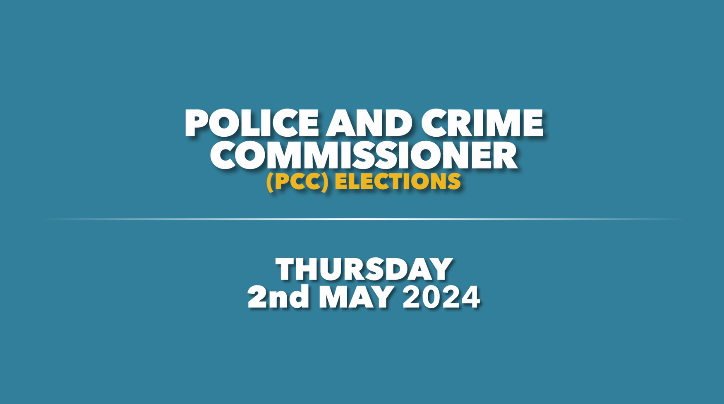 POLICE AND CRIME
COMMISSIONER
(PCC) ELECTIONS
THURSDAY
2nd MAY 2024